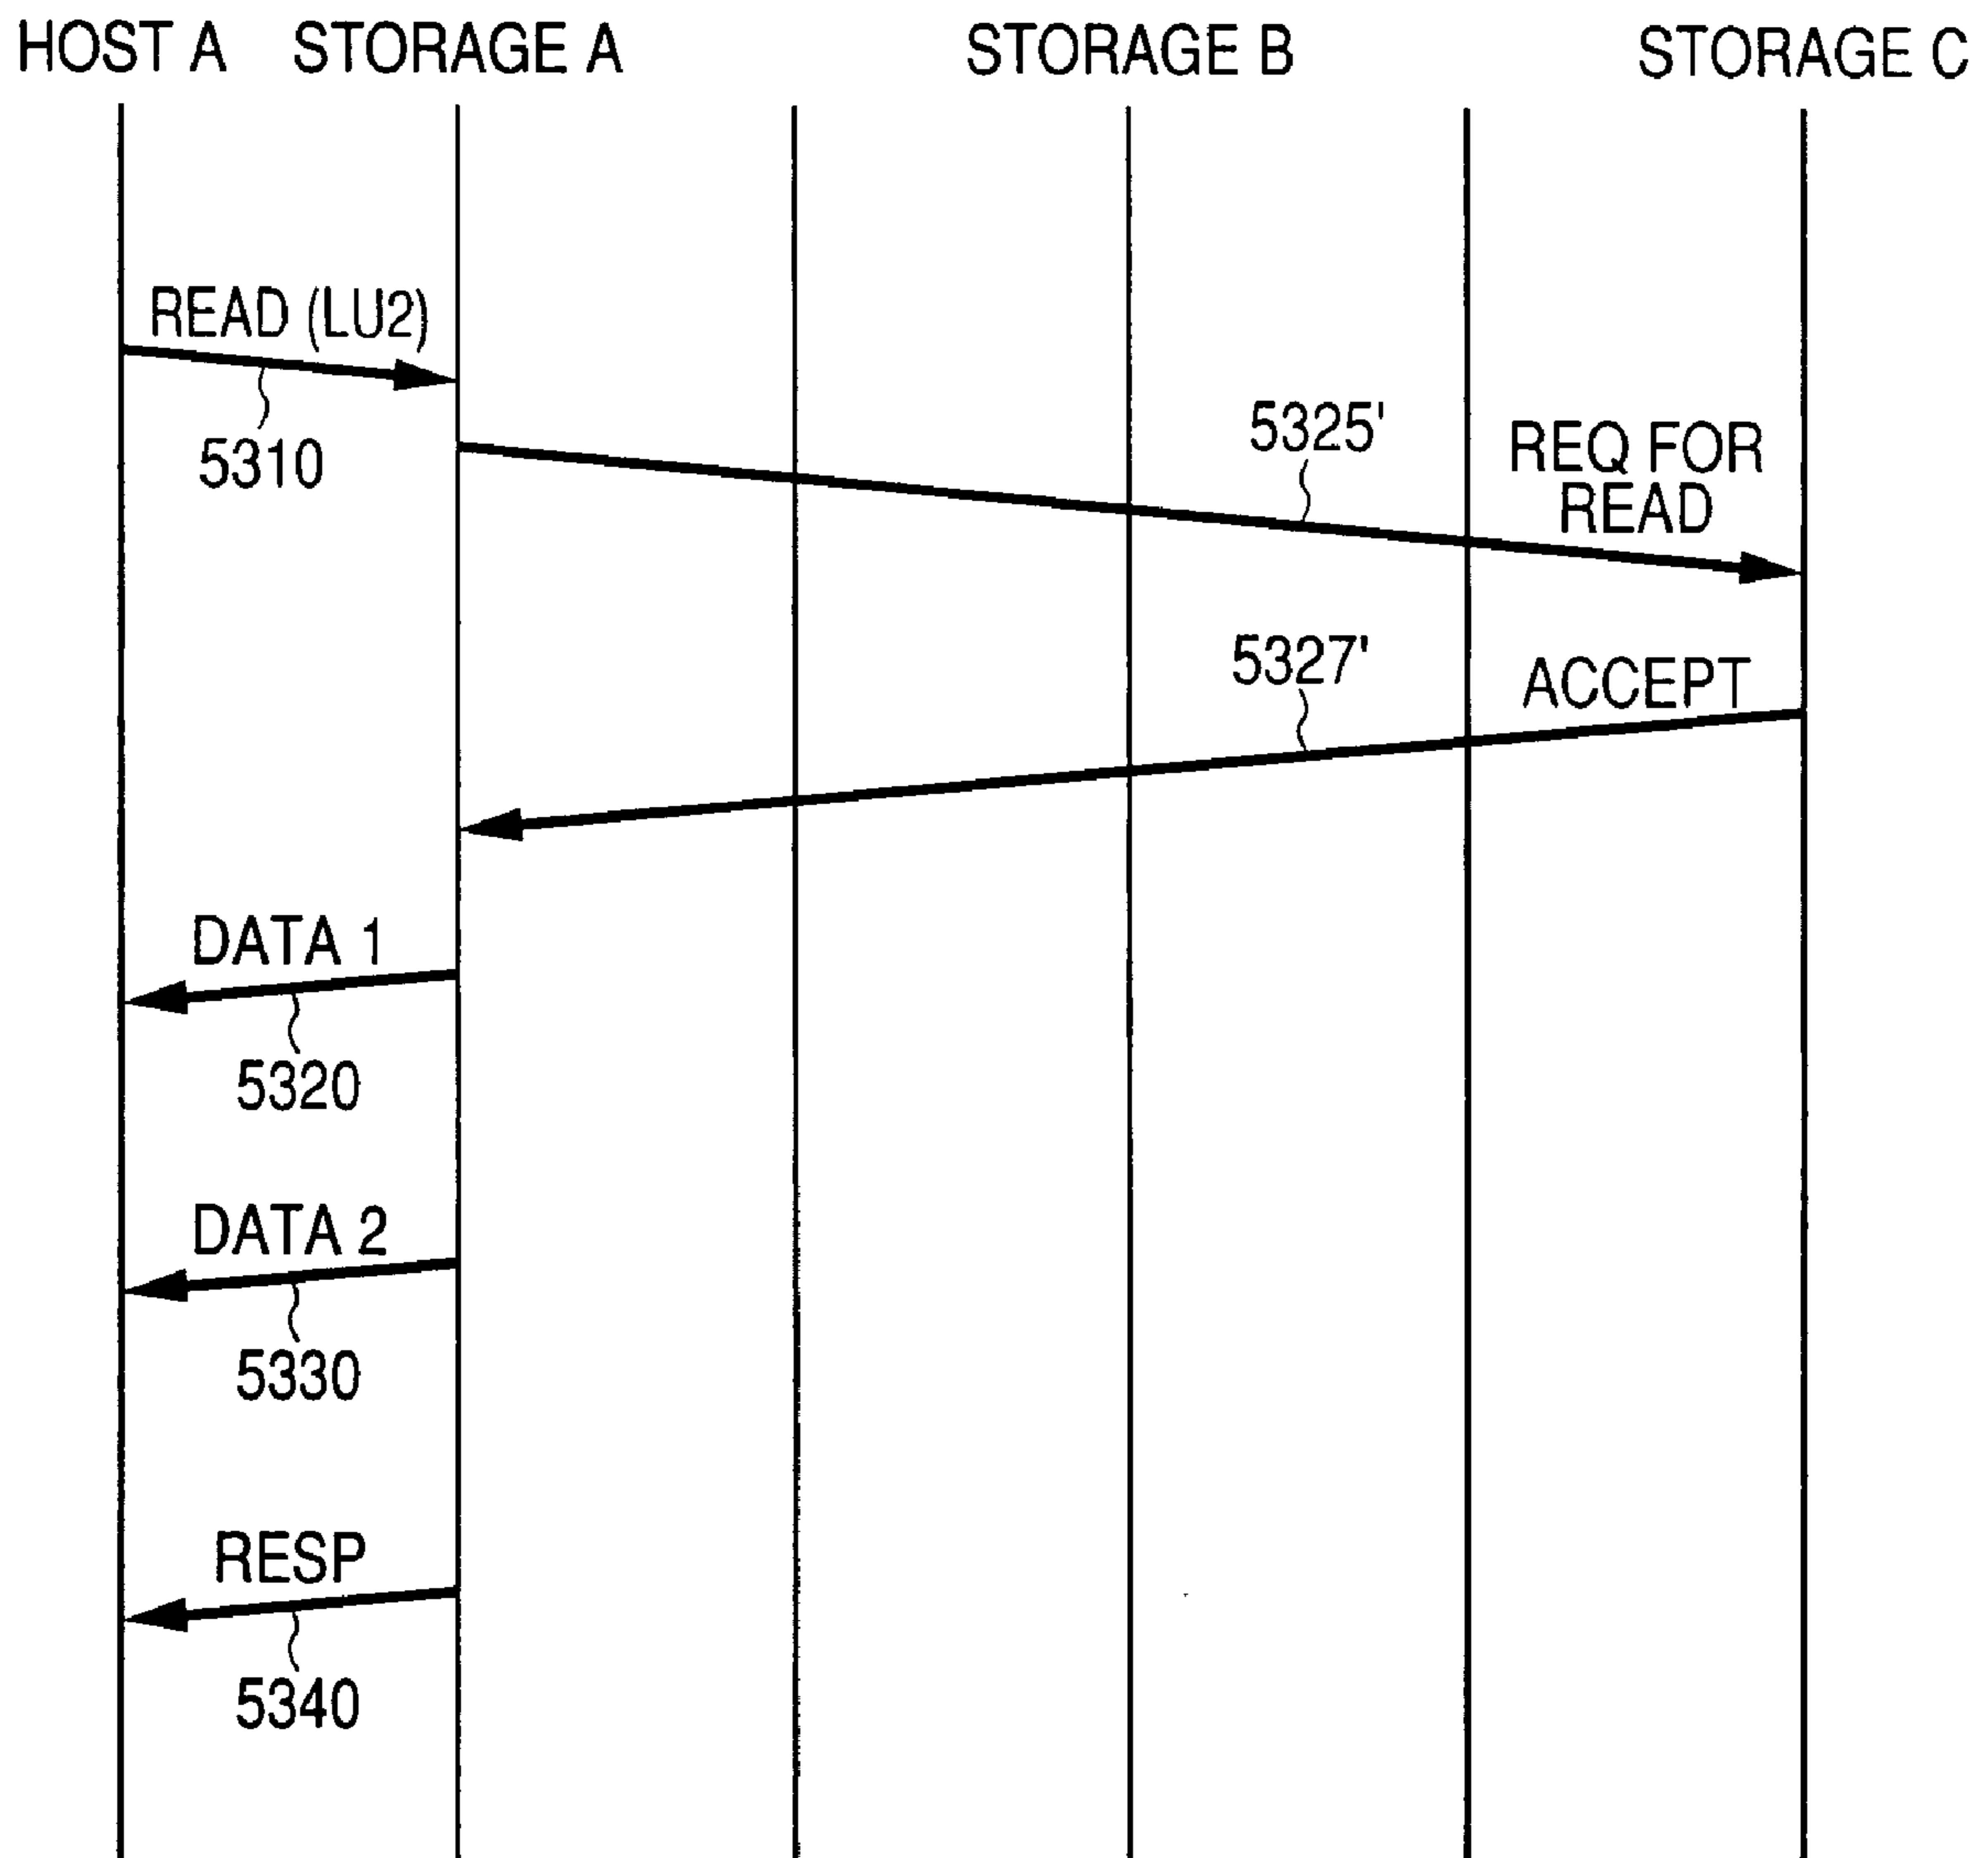 HOST A STORAGE A STORAGE B STORAGE C
READ (LU2)
5310
5325'
REQ FOR
READ
5327'
ACCEPT
DATA 1
5320
DATA 2
5330
RESP
5340